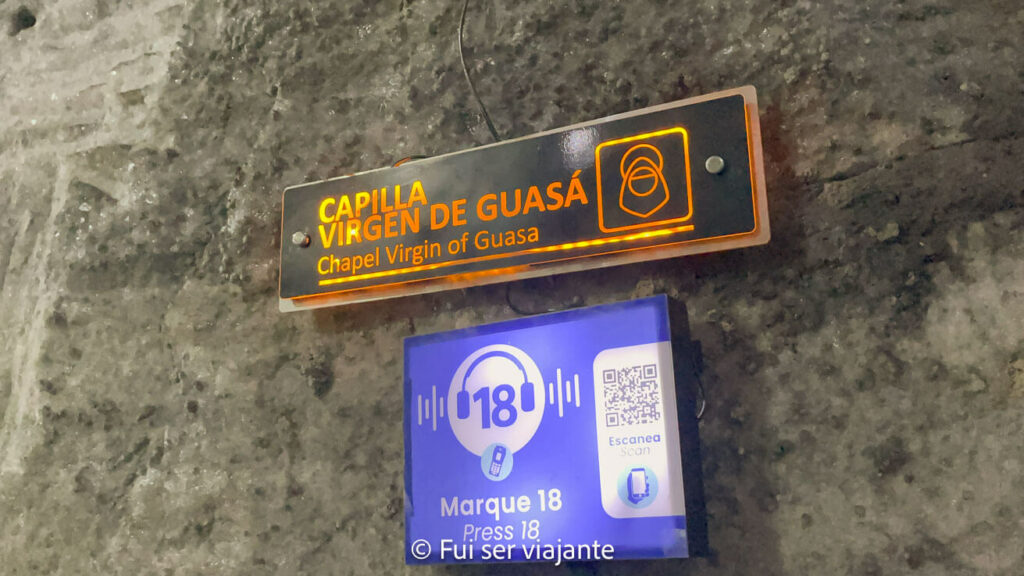 CAPILLA
VIRGEN DE GUASÁ
Chapel Virgin of Guasa
18
Escanea
Scan
Marque 18
Press 18
© Fui ser viajante